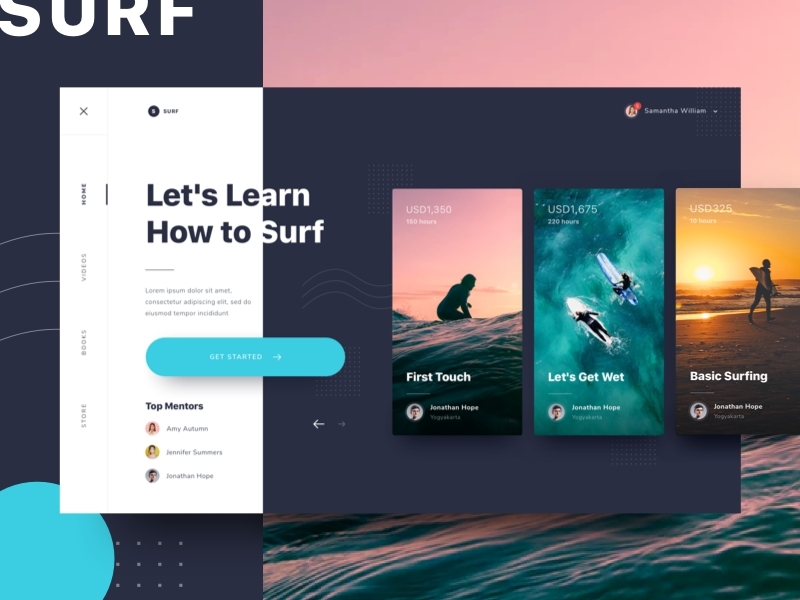 SURF
S SURF
Samantha William
HOME
VIDEOS
BOOKS
STORE
Let's Learn
How to Surf
Lorem ipsum dolor sit amet,
consectetur adipiscing elit, sed do
eiusmod tempor incididunt
GET STARTED
Top Mentors
Amy Autumn
Jennifer Summers
Jonathan Hope
USD1,350
150 hours
First Touch
Jonathan Hope
Yogyakarta
USD1,675
220 hours
Let's Get Wet
Jonathan Hope
Yogyakarta
USD325
10 hours
Basic Surfing
Jonathan Hope
Yogyakarta